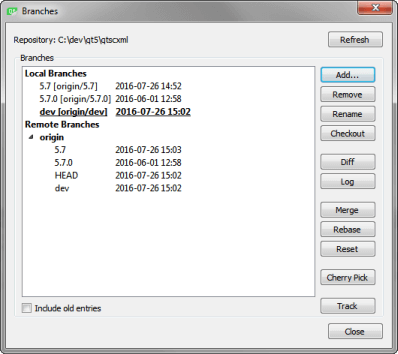 Branches
Repository: C:\dev\qt5\qtscxml
Refresh
Branches
Local Branches
5.7 [origin/5.7] 2016-07-26 14:52
5.7.0 [origin/5.7.0] 2016-06-01 12:58
dev [origin/dev] 2016-07-26 15:02
Remote Branches
origin
5.7 2016-07-26 15:03
5.7.0 2016-06-01 12:58
HEAD 2016-07-26 15:02
dev 2016-07-26 15:02
Add...
Remove
Rename
Checkout
Diff
Log
Merge
Rebase
Reset
Cherry Pick
Track
Include old entries
Close